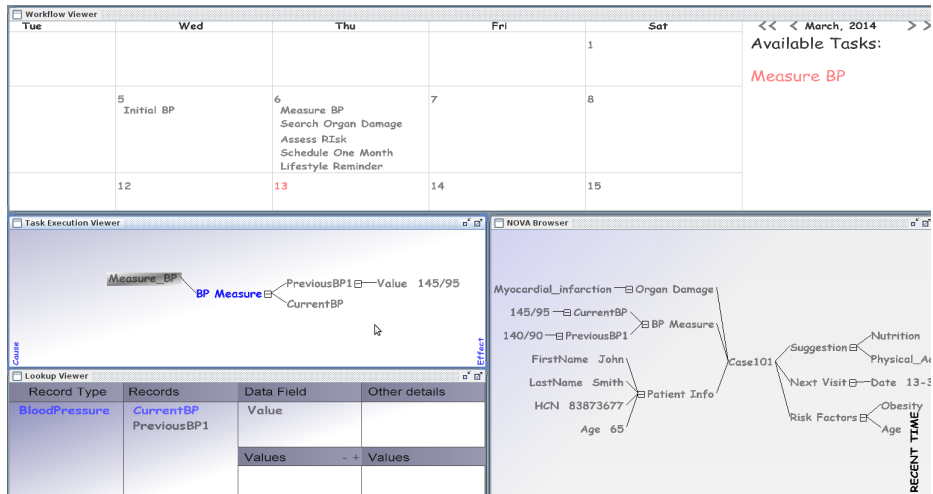 Workflow Viewer
Tue Wed Thu Fri Sat << < March, 2014 > >
1
Available Tasks:
Measure BP
5 6 7 8
Initial BP
Measure BP
Search Organ Damage
Assess RIsk
Schedule One Month
Lifestyle Reminder
12 13 14 15
Task Execution Viewer
Measure_BP
BP Measure
PreviousBP1 Value 145/95
CurrentBP
Cause
Effect
Lookup Viewer
Record Type Records Data Field Other details
BloodPressure CurrentBP Value
PreviousBP1
Values - + Values
NOVA Browser
Myocardial_infarction Organ Damage
145/95 CurrentBP
BP Measure
140/90 PreviousBP1
FirstName John
LastName Smith
Patient Info
HCN 83873677
Age 65
Case101
Suggestion
Nutrition
Physical_Ac
Next Visit Date 13-3
Risk Factors
Obesity
Age
RECENT TIME